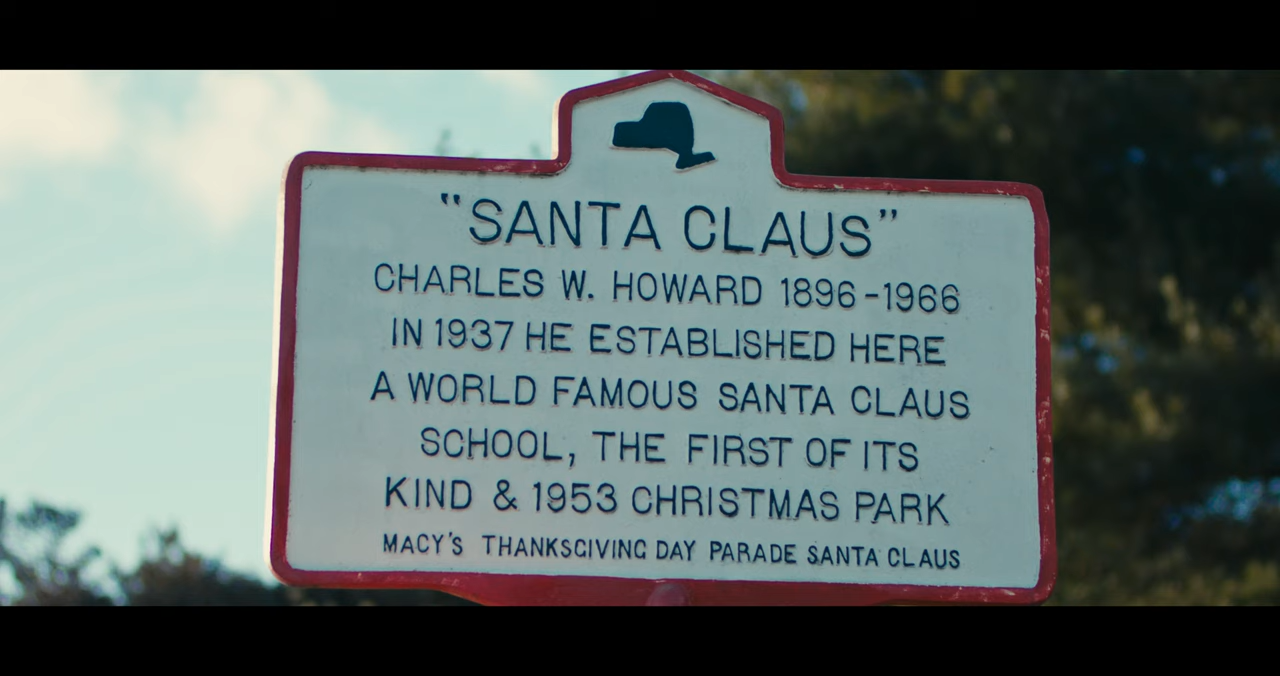 "SANTA CLAUS"
CHARLES W. HOWARD 1896-1966
IN 1937 HE ESTABLISHED HERE
A WORLD FAMOUS SANTA CLAUS
SCHOOL, THE FIRST OF ITS
KIND & 1953 CHRISTMAS PARK
MACY'S THANKSGIVING DAY PARADE SANTA CLAUS